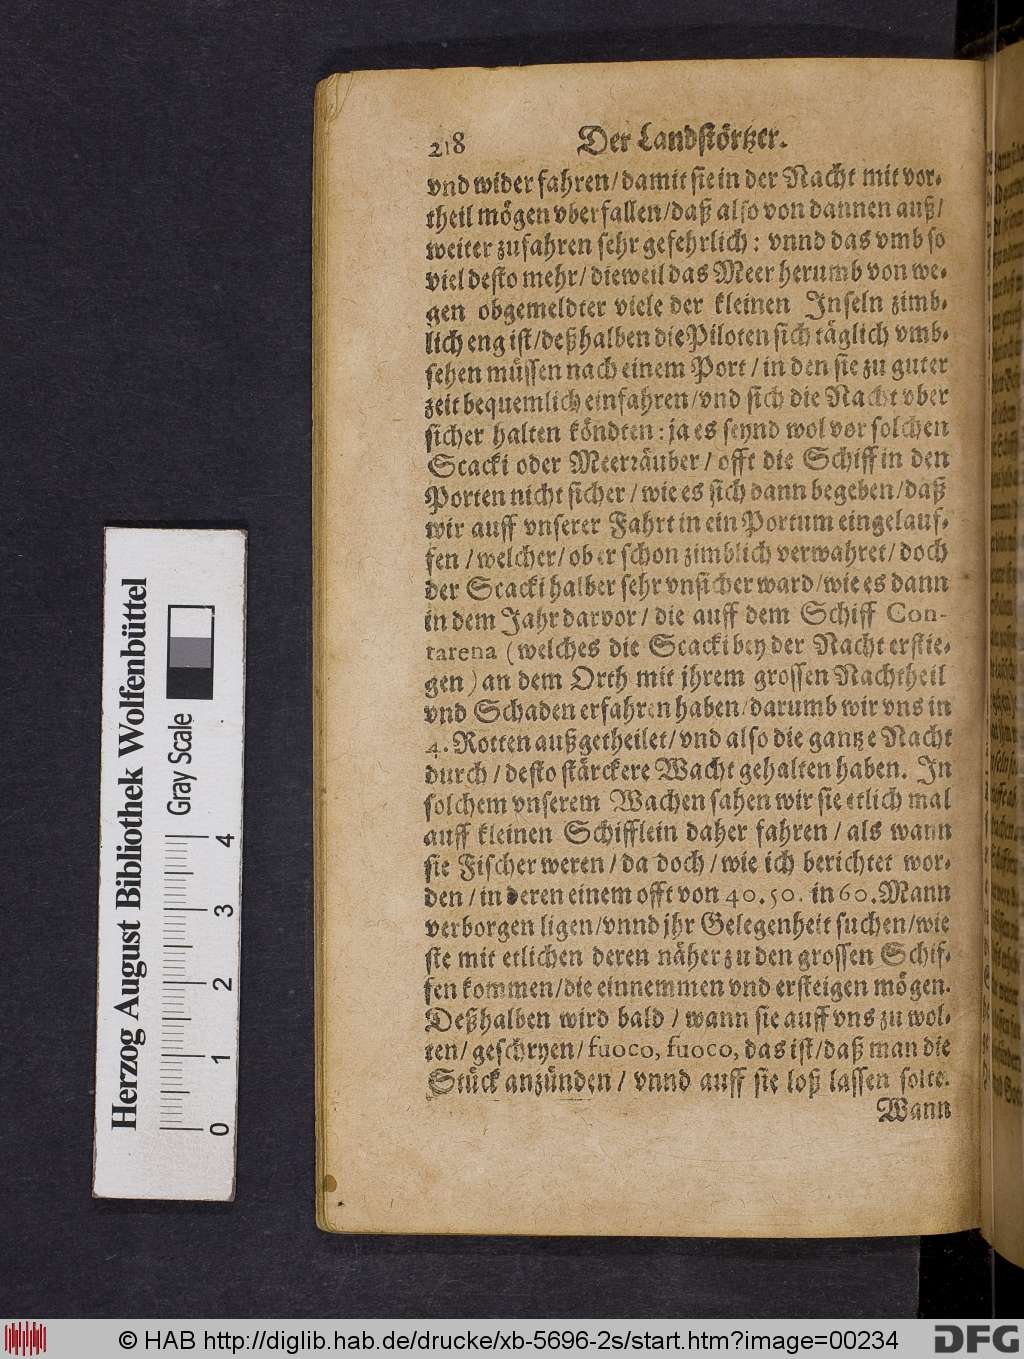 218 Der Landstörtzer.
vnd wider fahren/damit sie in der Nacht mit vor-
theil mögen vberfallen/daß also von dannen auß/
weiter zufahren sehr gefehrlich: vnnd das vmb so
viel desto mehr/dieweil das Meer herumb von we-
gen obgemeldter viele der kleinen Inseln zimb-
lich eng ist/deßhalben die Piloten sich täglich vmb-
sehen müssen nach einem Port/in den sie zu guter
zeit bequemlich einfahren/vnd sich die Nacht vber
sicher halten köndten: ja es seynd wol vor solchen
Scacki oder Meerräuber/offt die Schiff in den
Porten nicht sicher/wie es sich dann begeben/daß
wir auff vnserer Fahrt in ein Portum eingelauf-
fen/welcher/ob er schon zimblich verwahret/doch
der Scacki halber sehr vnsicher ward/wie es dann
in dem Jahr darvor/die auff dem Schiff Con-
tarena (welches die Scacki bey der Nacht erstie-
gen) an dem Orth mit jhrem grossen Nachtheil
vnd Schaden erfahren haben/darumb wir vns in
4. Rotten außgetheilet/vnd also die gantze Nacht
durch/desto stärckere Wacht gehalten haben. In
solchem vnserem Wachen sahen wir sie etlich mal
auff kleinen Schifflein daher fahren/als wann
sie Fischer weren/da doch/wie ich berichtet wor-
den/in deren einem offt von 40. 50. in 60. Mann
verborgen ligen/vnnd jhr Gelegenheit suchen/wie
sie mit etlichen deren näher zu den grossen Schif-
fen kommen/die einnemmen vnd ersteigen mögen.
Deßhalben wird bald/wann sie auff vns zu wol-
ten/geschryen/fuoco, fuoco, das ist/daß man die
Stück anzünden/vnnd auff sie loß lassen solte.
Wann
Herzog August Bibliothek Wolfenbüttel
Gray Scale
0 1 2 3 4
© HAB http://diglib.hab.de/drucke/xb-5696-2s/start.htm?image=00234
DFG